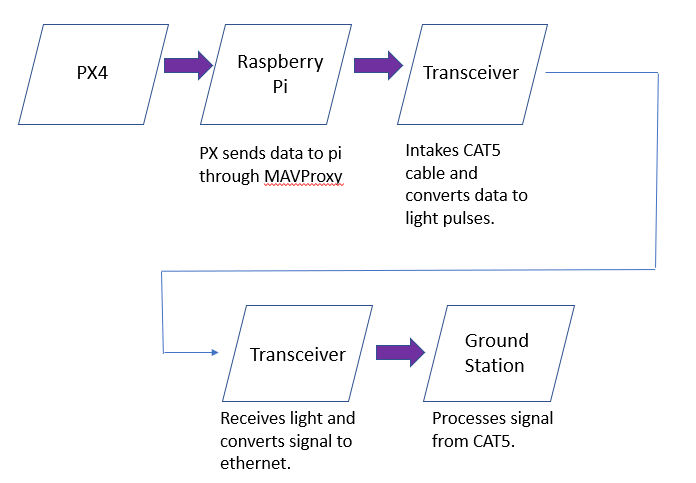 PX4
Raspberry
Pi
Transceiver
PX sends data to pi
through MAVProxy
Intakes CAT5
cable and
converts data to
light pulses.
Transceiver
Ground
Station
Receives light and
converts signal to
ethernet.
Processes signal
from CAT5.